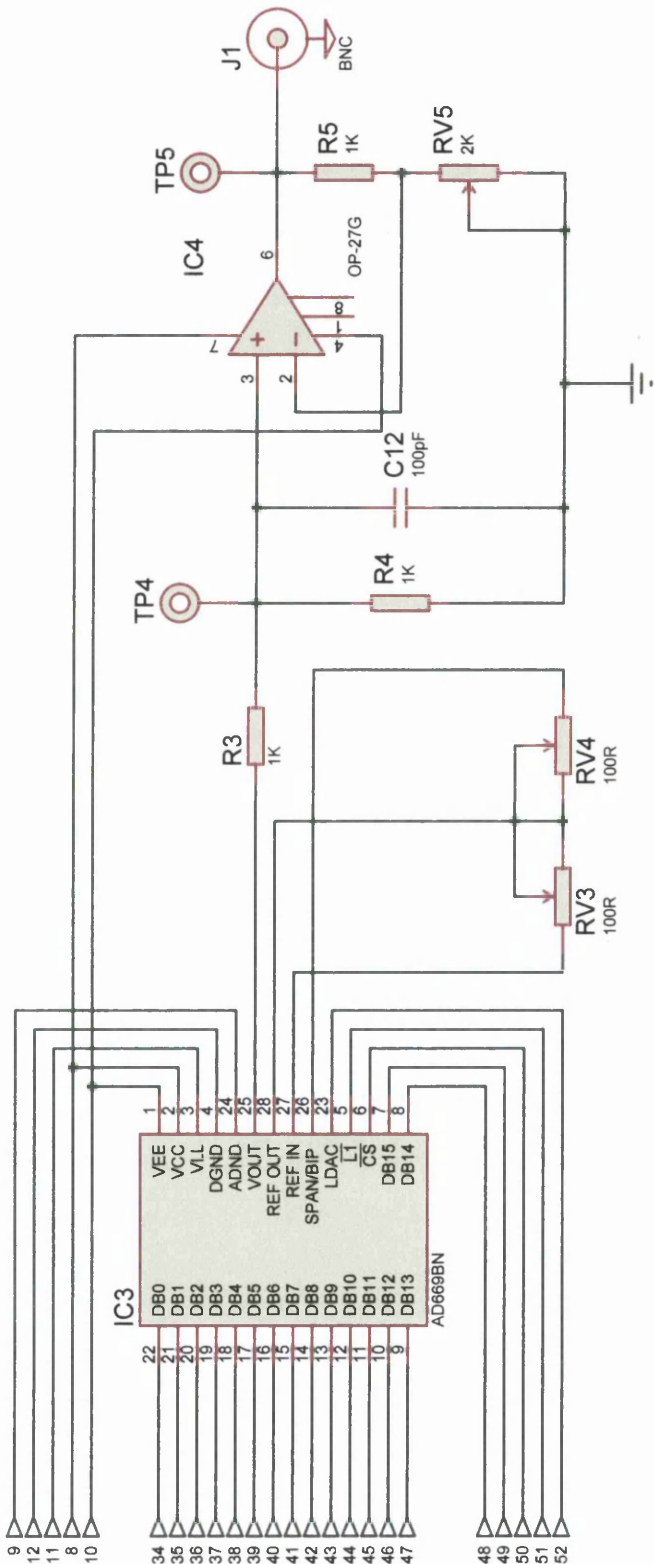 9
12
11
8
10
34
35
36
37
38
39
40
41
42
43
44
45
46
47
48
49
50
51
52
IC3
22 DB0
21 DB1
20 DB2
19 DB3
18 DB4
17 DB5
16 DB6
15 DB7
14 DB8
13 DB9
12 DB10
11 DB11
10 DB12
9 DB13
VEE 1
VCC 2
VLL 3
DGND 4
ADND 24
VOUT 25
REF OUT 28
REF IN 27
SPAN/BIP 26
LDAC 23
L1 5
CS 6
DB15 7
DB14 8
AD669BN
R3
1K
RV3
100R
RV4
100R
TP4
R4
1K
C12
100pF
IC4
3
2
7
+
-
6
4
1
8
OP-27G
TP5
R5
1K
RV5
2K
J1
BNC